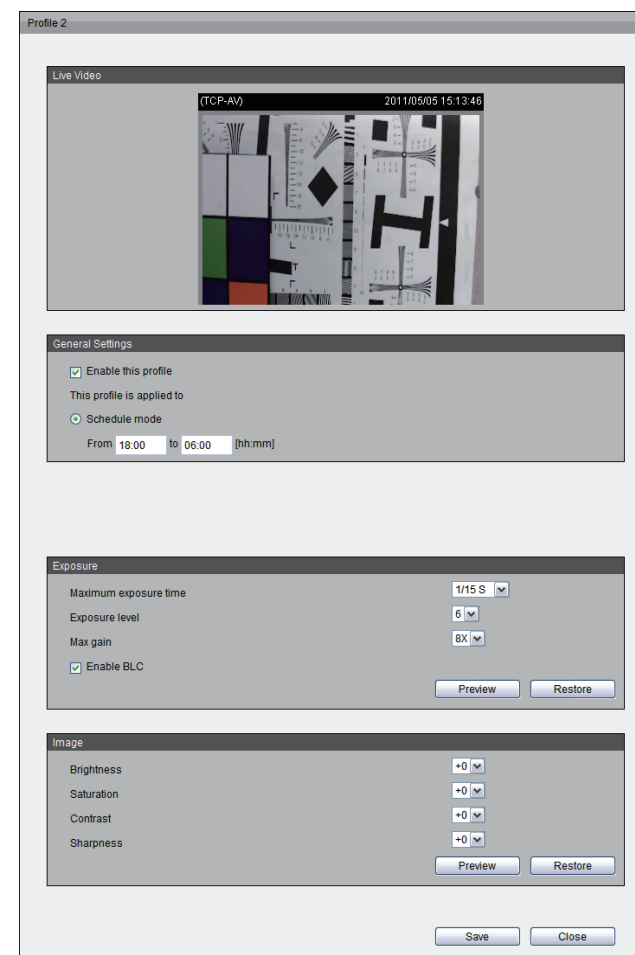 Profile 2
Live Video
(TCP-AV) 2011/05/05 15:13:46
General Settings
Enable this profile
This profile is applied to
Schedule mode
From 18:00 to 06:00 [hh:mm]
Exposure
Maximum exposure time 1/15 S
Exposure level 6
Max gain 8X
Enable BLC
Preview Restore
Image
Brightness +0
Saturation +0
Contrast +0
Sharpness +0
Preview Restore
Save Close